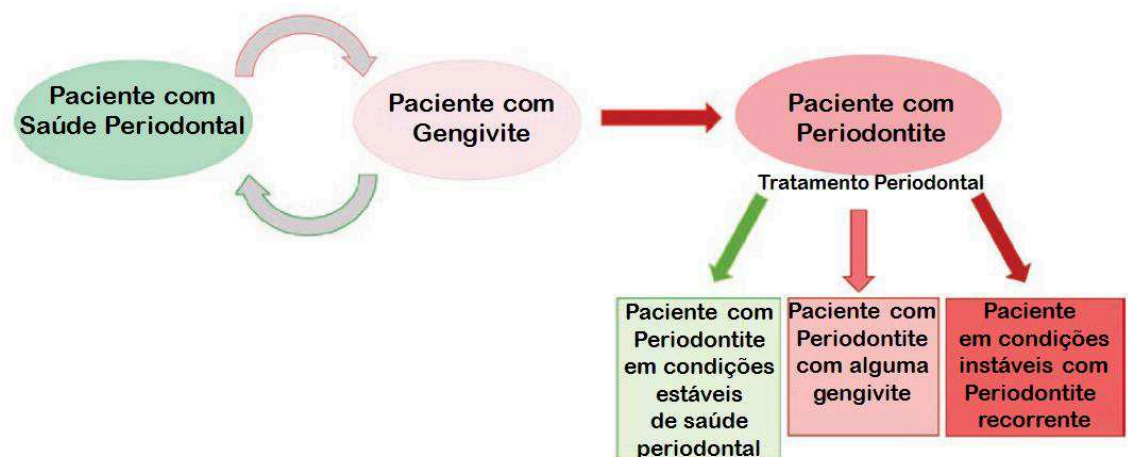 Paciente com
Saúde Periodontal
Paciente com
Gengivite
Paciente com
Periodontite
Tratamento Periodontal
Paciente com
Periodontite
em condições
estáveis
de saúde
periodontal
Paciente com
Periodontite
com alguma
gengivite
Paciente
em condições
instáveis com
Periodontite
recorrente